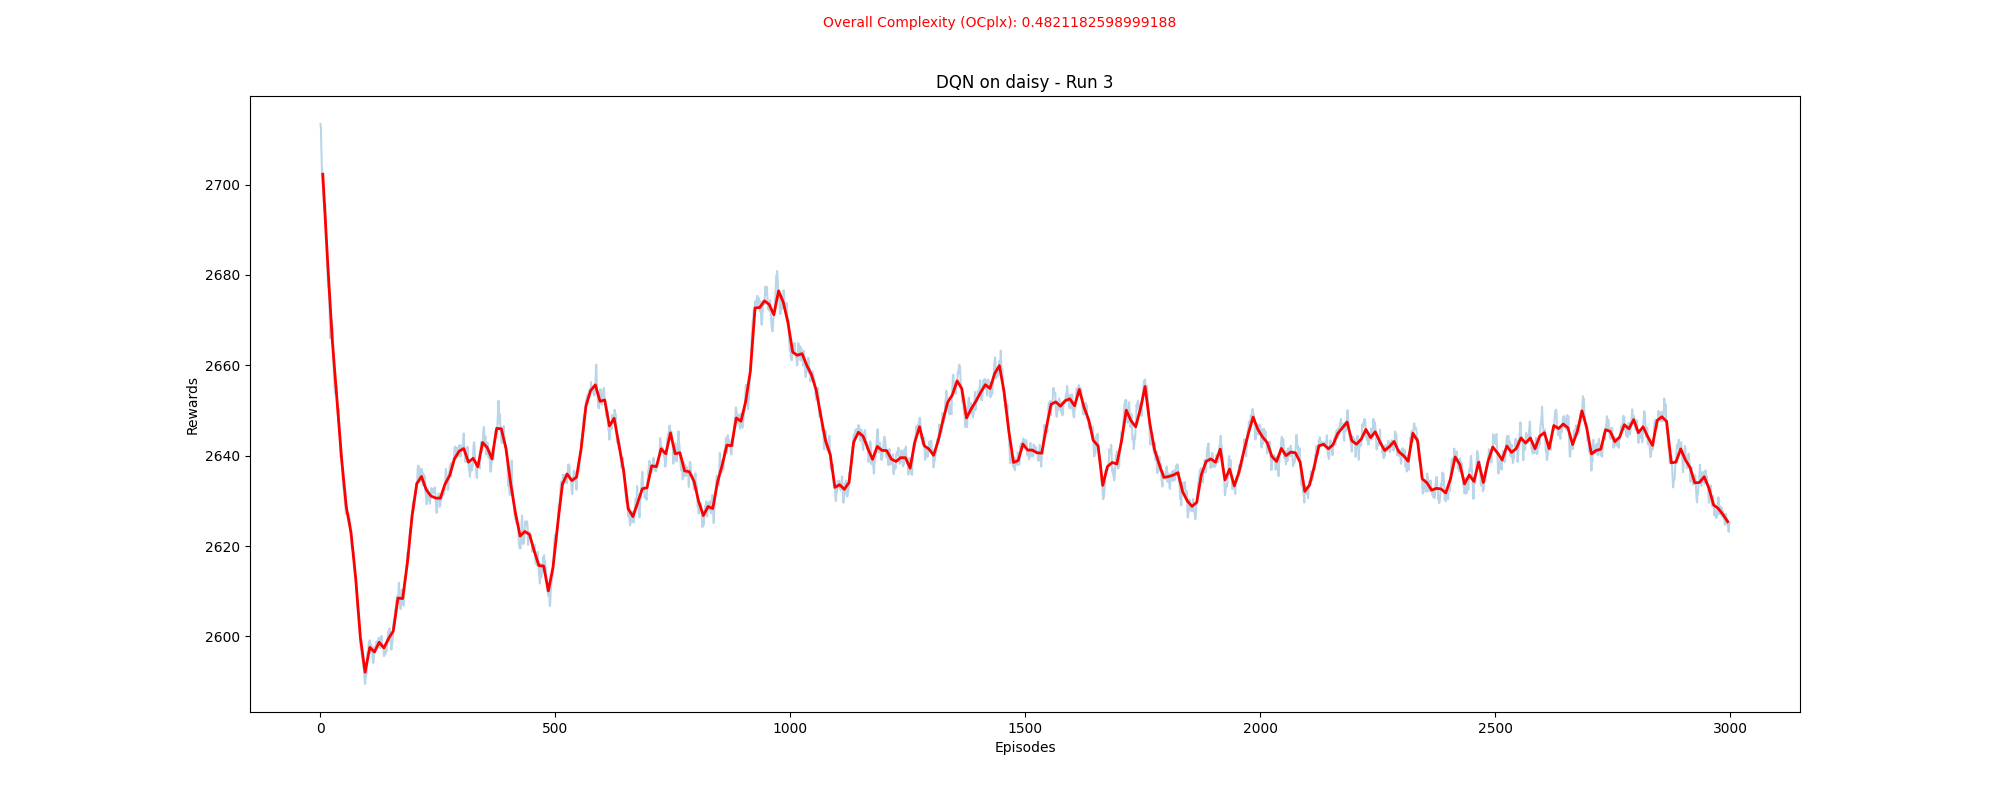 Overall Complexity (OCplx): 0.4821182598999188
DQN on daisy - Run 3
2700
2680
2660
2640
2620
2600
Rewards
0 500 1000 1500 2000 2500 3000
Episodes